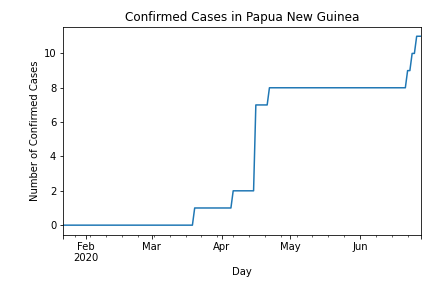 Confirmed Cases in Papua New Guinea
10
8
6
4
2
0
Number of Confirmed Cases
Feb
2020
Mar
Apr
May
Jun
Day